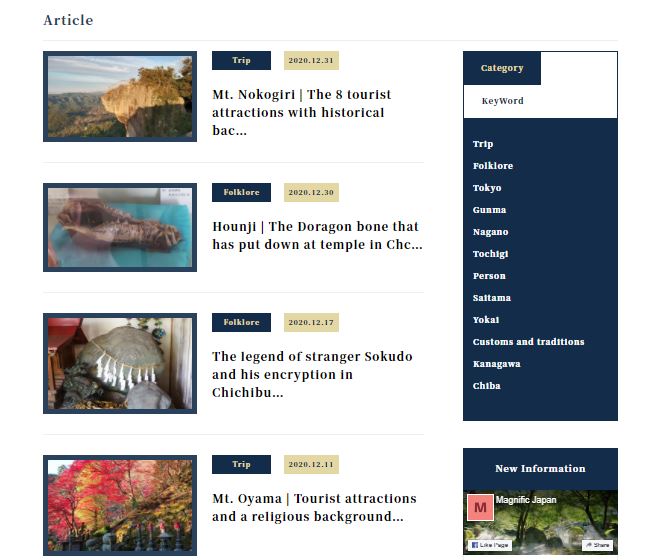 Article
Trip 2020.12.31
Mt. Nokogiri | The 8 tourist
attractions with historical
bac...
Folklore 2020.12.30
Hounji | The Doragon bone that
has put down at temple in Chc...
Folklore 2020.12.17
The legend of stranger Sokudo
and his encryption in
Chichibu...
Trip 2020.12.11
Mt. Oyama | Tourist attractions
and a religious background...
Category
KeyWord
Trip
Folklore
Tokyo
Gunma
Nagano
Tochigi
Person
Saitama
Yokai
Customs and traditions
Kanagawa
Chiba
New Information
M Magnific Japan
Like Page Share